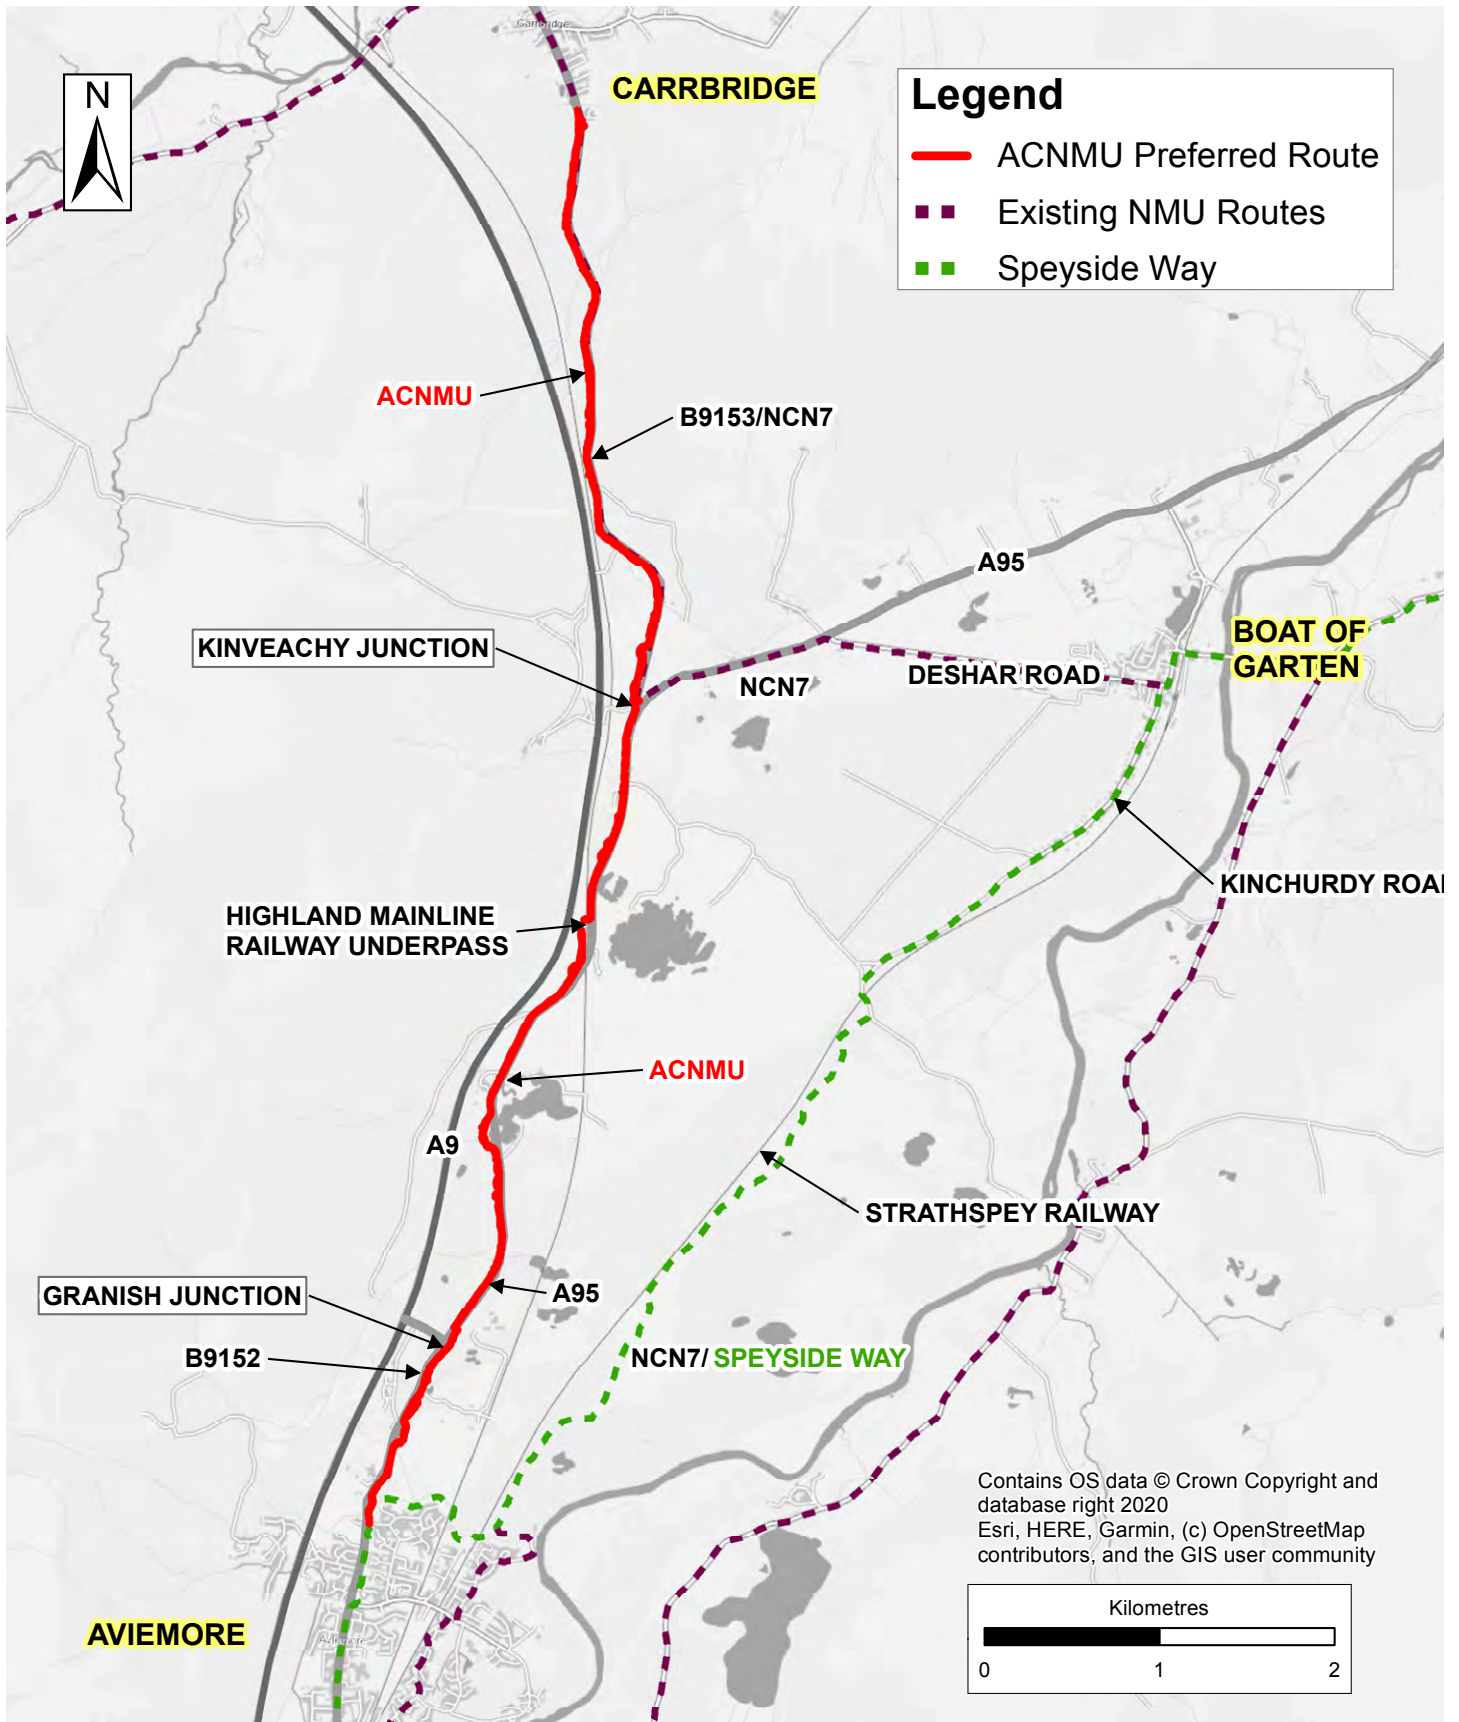 Carrbridge
CARRBRIDGE
N
Legend
ACNMU Preferred Route
Existing NMU Routes
Speyside Way
ACNMU
B9153/NCN7
A95
KINVEACHY JUNCTION
BOAT OF
GARTEN
DESHAR ROAD
NCN7
KINCHURDY ROA
HIGHLAND MAINLINE
RAILWAY UNDERPASS
ACNMU
A9
STRATHSPEY RAILWAY
GRANISH JUNCTION
A95
B9152
NCN7/ SPEYSIDE WAY
Contains OS data © Crown Copyright and
database right 2020
Esri, HERE, Garmin, (c) OpenStreetMap
contributors, and the GIS user community
AVIEMORE
Aviemore
Kilometres
0 1 2